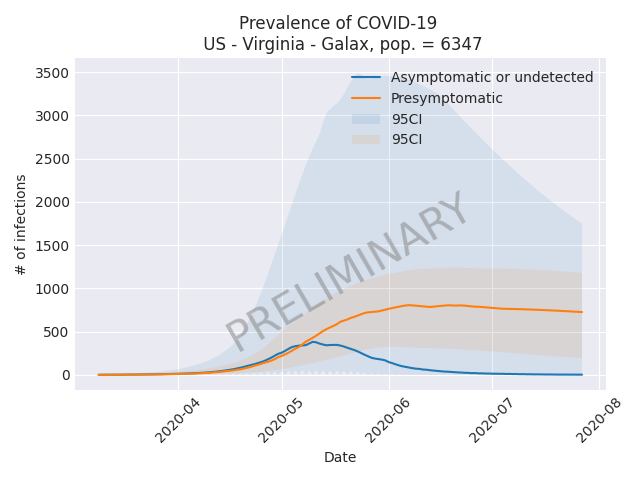 Prevalence of COVID-19
US - Virginia - Galax, pop. = 6347
3500
3000
2500
2000
1500
1000
500
0
# of infections
Asymptomatic or undetected
Presymptomatic
95CI
95CI
PRELIMINARY
2020-04
2020-05
2020-06
2020-07
2020-08
Date